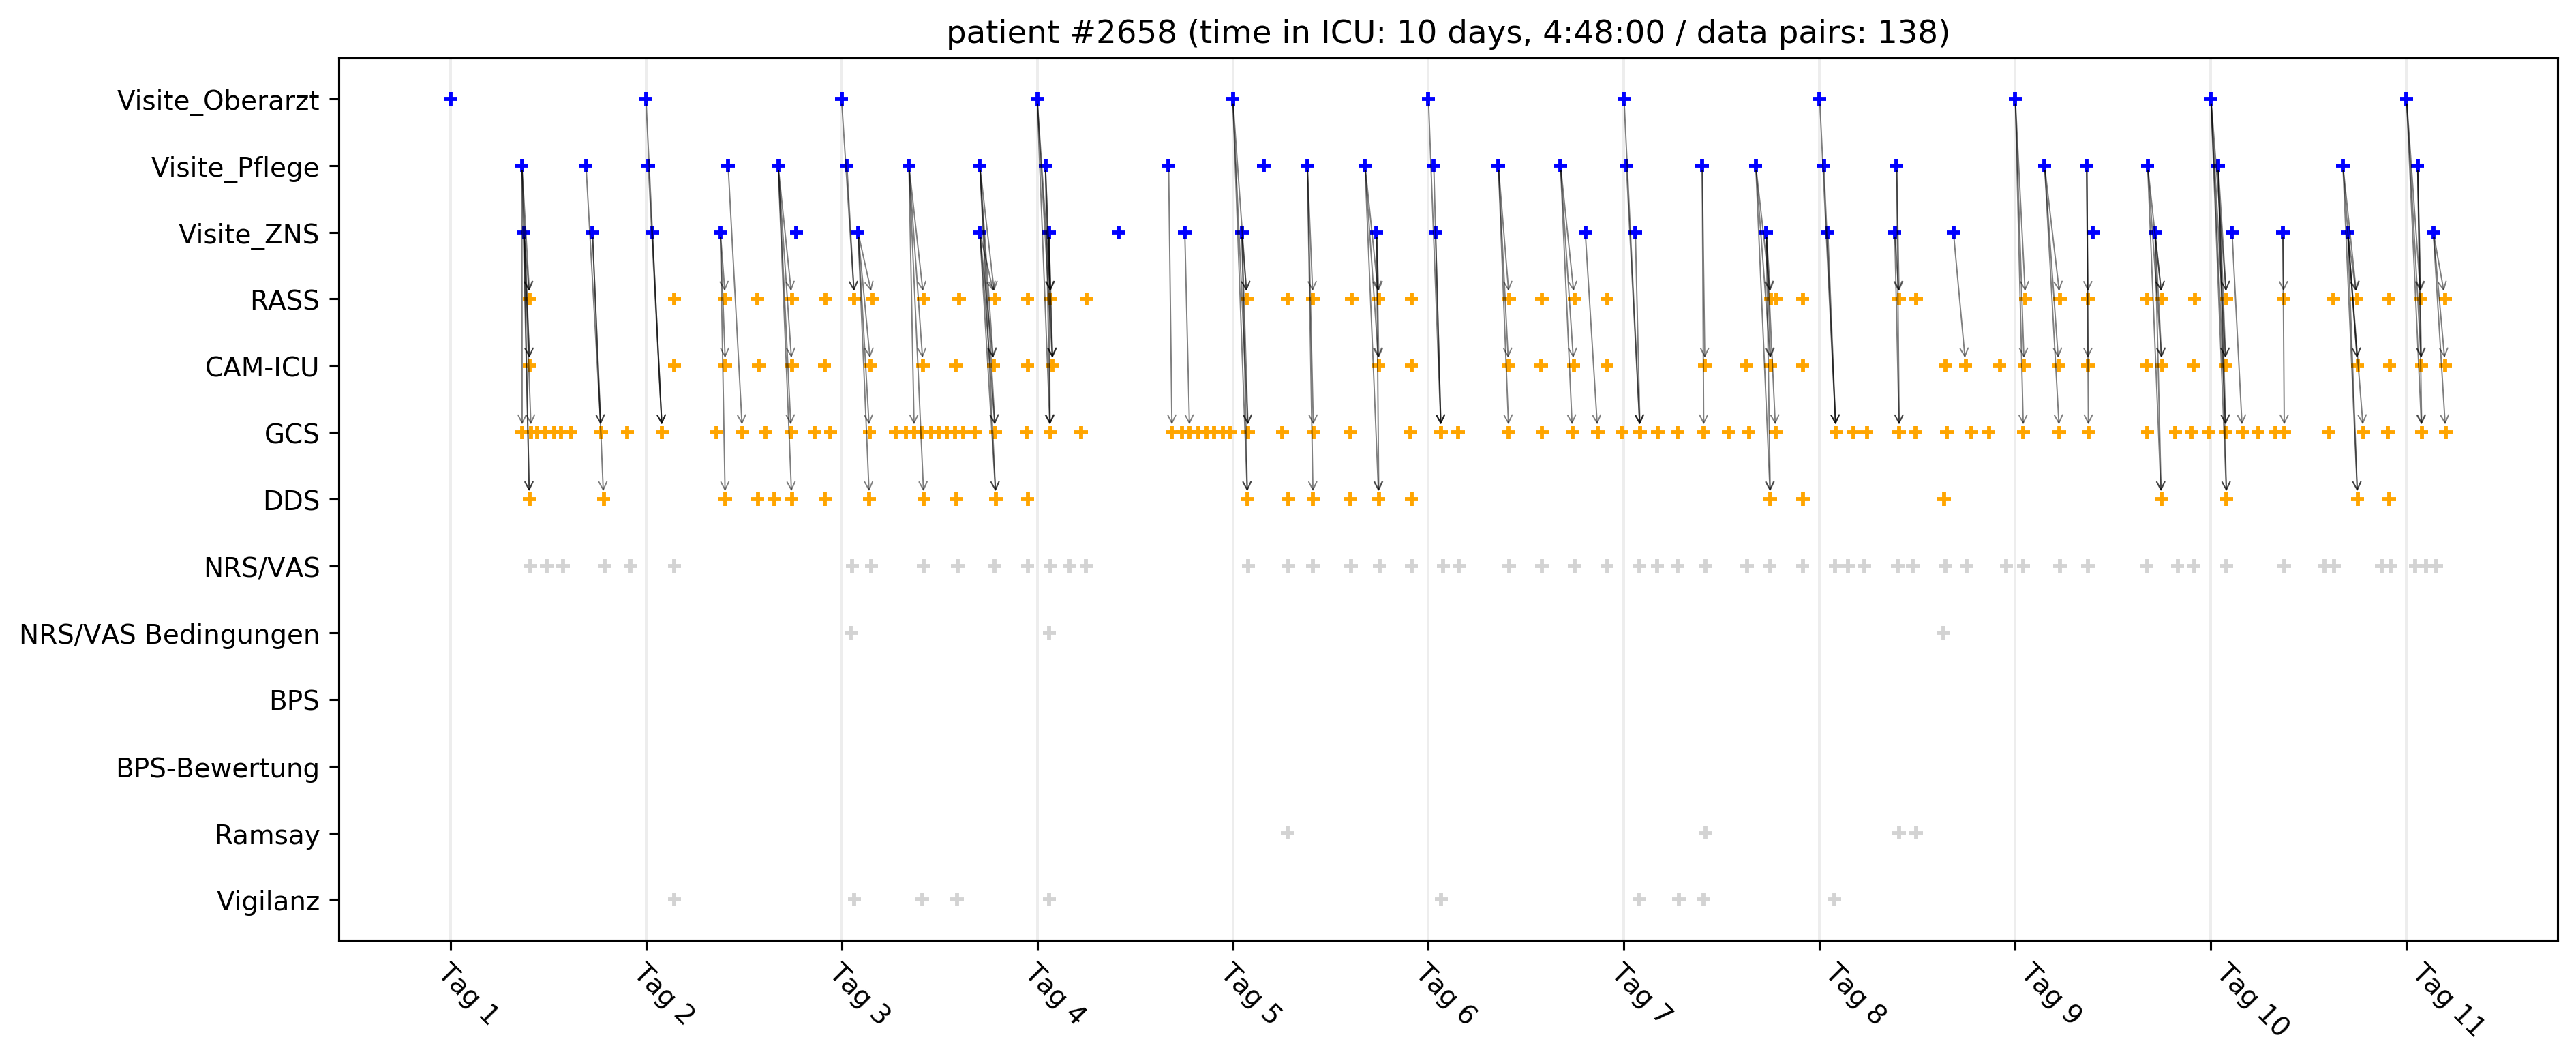 patient #2658 (time in ICU: 10 days, 4:48:00 / data pairs: 138)
Visite_Oberarzt
Visite_Pflege
Visite_ZNS
RASS
CAM-ICU
GCS
DDS
NRS/VAS
NRS/VAS Bedingungen
BPS
BPS-Bewertung
Ramsay
Vigilanz
Tag 1
Tag 2
Tag 3
Tag 4
Tag 5
Tag 6
Tag 7
Tag 8
Tag 9
Tag 10
Tag 11